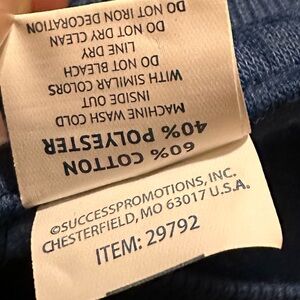 60% COTTON
40% POLYESTER
MACHINE WASH COLD
INSIDE OUT
WITH SIMILAR COLORS
DO NOT BLEACH
LINE DRY
DO NOT DRY CLEAN
DO NOT IRON DECORATION
©SUCCESSPROMOTIONS, INC.
CHESTERFIELD, MO 63017 U.S.A.
ITEM: 29792